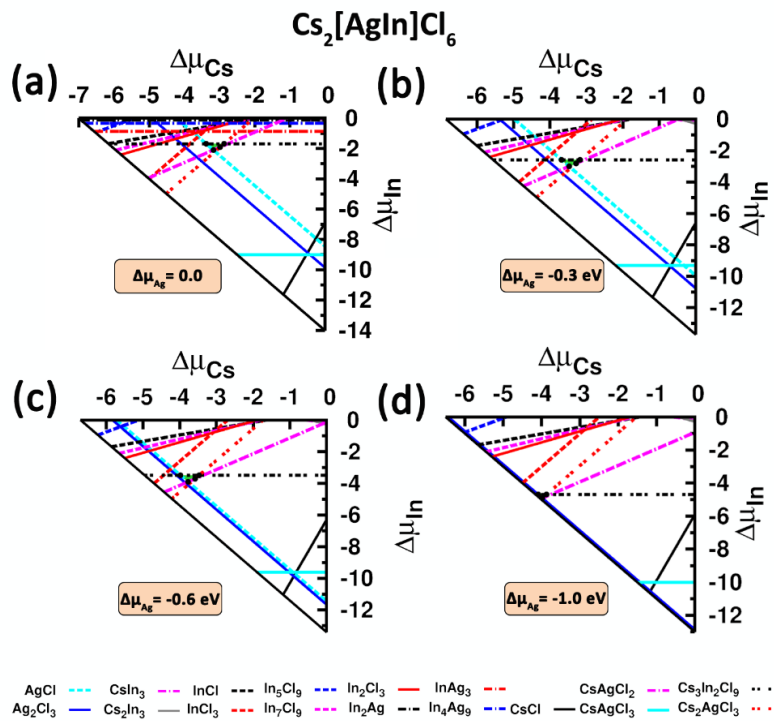 Cs2[AgIn]Cl6
(a)
ΔμCs
-7 -6 -5 -4 -3 -2 -1 0
0
-2
-4
-6
-8
-10
-12
-14
ΔμIn
ΔμAg = 0.0
(b)
ΔμCs
-6 -5 -4 -3 -2 -1 0
0
-2
-4
-6
-8
-10
-12
ΔμIn
ΔμAg = -0.3 eV
(c)
ΔμCs
-6 -5 -4 -3 -2 -1 0
0
-2
-4
-6
-8
-10
-12
ΔμIn
ΔμAg = -0.6 eV
(d)
ΔμCs
-6 -5 -4 -3 -2 -1 0
0
-2
-4
-6
-8
-10
-12
ΔμIn
ΔμAg = -1.0 eV
AgCl CsIn3 InCl In5Cl9 In2Cl3 InAg3 CsAgCl2 Cs3In2Cl9
Ag2Cl3 Cs2In3 InCl3 In7Cl9 In2Ag In4Ag9 CsCl CsAgCl3 Cs2AgCl3